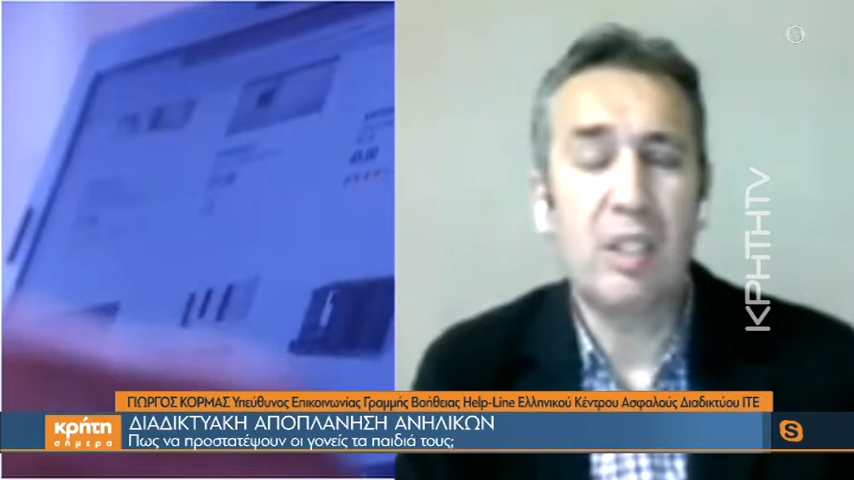 ΚΡΗΤΗTV
ΓΙΩΡΓΟΣ ΚΟΡΜΑΣ Υπεύθυνος Επικοινωνίας Γραμμής Βοήθειας Help-Line Ελληνικού Κέντρου Ασφαλούς Διαδικτύου ΙΤΕ
κρήτη
σήμερα
ΔΙΑΔΙΚΤΥΑΚΗ ΑΠΟΠΛΑΝΗΣΗ ΑΝΗΛΙΚΩΝ
Πως να προστατέψουν οι γονείς τα παιδιά τους;